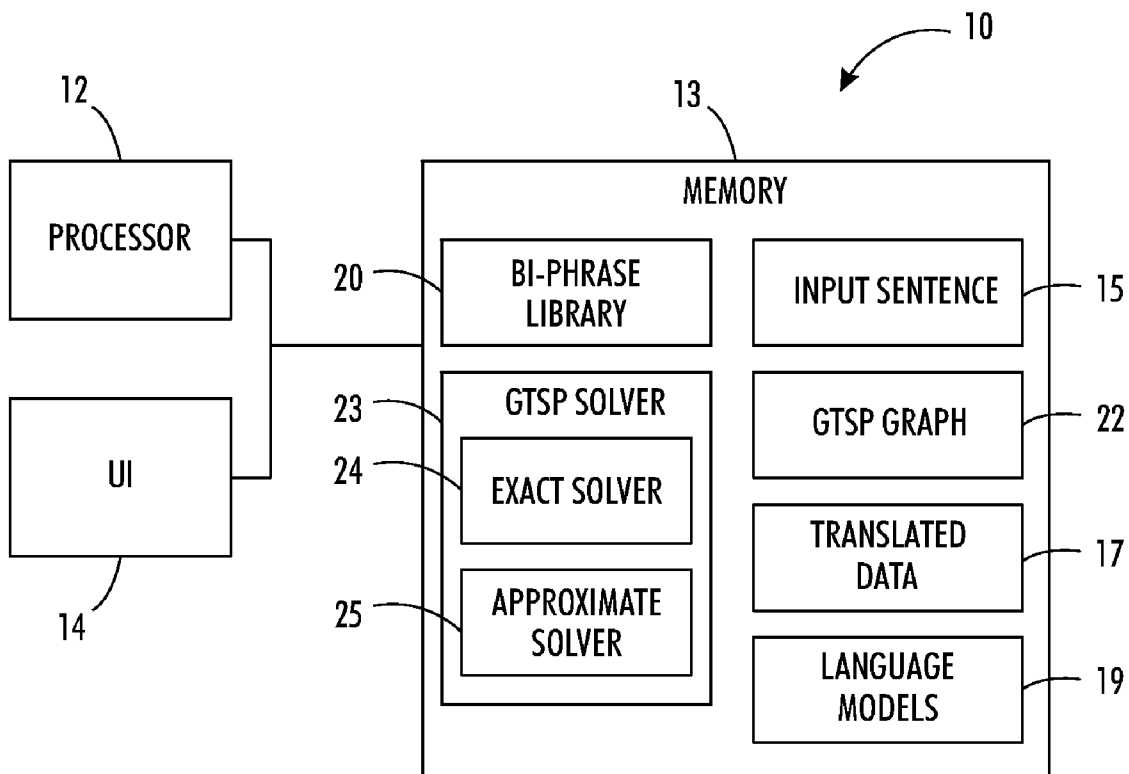 10
12
13
PROCESSOR
MEMORY
20
BI-PHRASE
LIBRARY
INPUT SENTENCE
15
UI
14
23
GTSP SOLVER
24
EXACT SOLVER
25
APPROXIMATE
SOLVER
GTSP GRAPH
22
TRANSLATED
DATA
17
LANGUAGE
MODELS
19